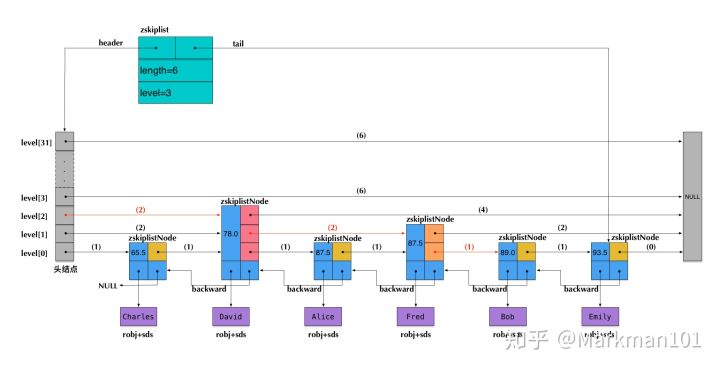 zskiplist
header
tail
length=6
level=3
level[31]
(6)
level[3]
(6)
NULL
level[2]
(2)
zskiplistNode
(4)
level[1]
(2)
78.0
(2)
zskiplistNode
(2)
level[0]
(1)
zskiplistNode
65.5
(1)
(1)
zskiplistNode
87.5
(1)
87.5
(1)
zskiplistNode
89.0
(1)
zskiplistNode
93.5
(0)
头结点
NULL
backward
backward
backward
backward
backward
Charles
David
Alice
Fred
Bob
Emily
robj+sds
robj+sds
robj+sds
robj+sds
robj+sds
robj+sds
知乎 @Markman101